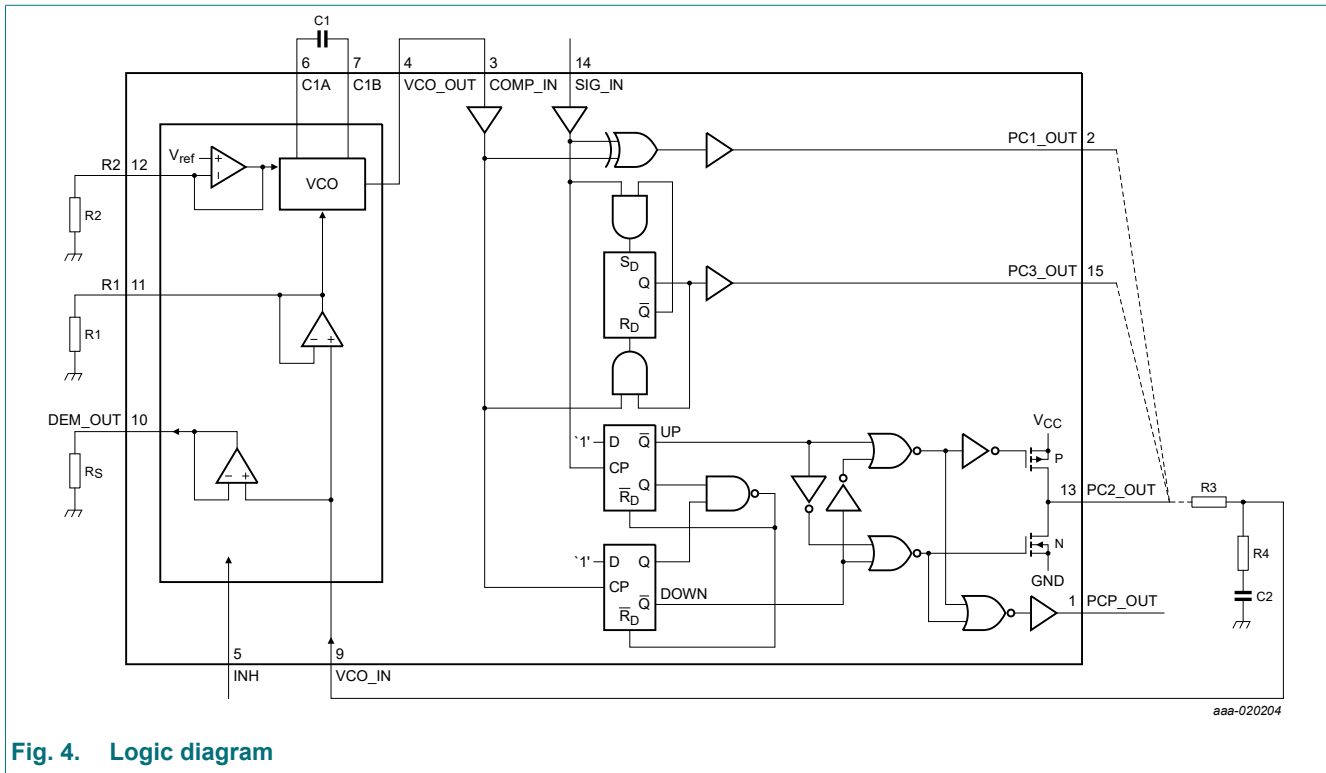 C1
6 7 4 3 14
C1A C1B VCO_OUT COMP_IN SIG_IN
Vref
+
−
VCO
R2 12
R2
PC1_OUT 2
SD
Q
Q̅
RD
PC3_OUT 15
R1 11
R1
− +
DEM_OUT 10
RS
− +
'1' D Q̅ UP
CP
Q
R̅D
'1' D Q
CP
Q̅ DOWN
R̅D
VCC
P
13 PC2_OUT
R3
N
GND
R4
C2
1 PCP_OUT
5 9
INH VCO_IN
aaa-020204
Fig. 4. Logic diagram